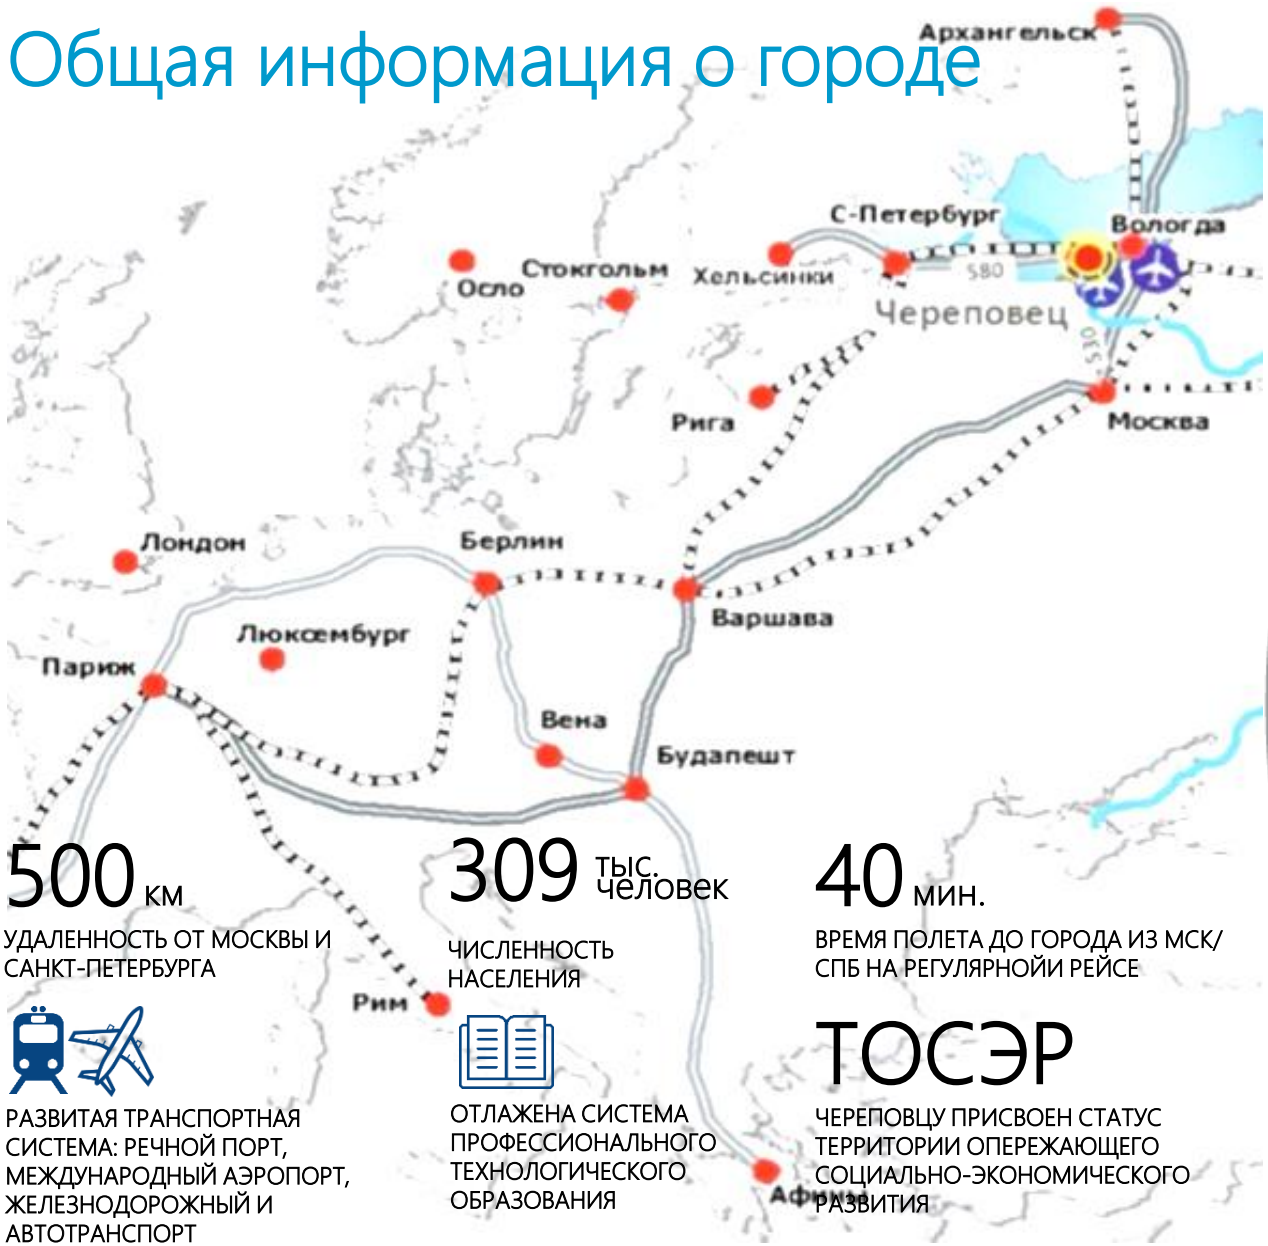 Общая информация о городе
Архангельск
С-Петербург
Вологда
Хельсинки
580
Осло
Стокгольм
Череповец
530
Рига
Москва
Лондон
Берлин
Варшава
Люксембург
Париж
Вена
Будапешт
500 КМ
УДАЛЕННОСТЬ ОТ МОСКВЫ И
САНКТ-ПЕТЕРБУРГА
309 тыс.
человек
ЧИСЛЕННОСТЬ
НАСЕЛЕНИЯ
40 МИН.
ВРЕМЯ ПОЛЕТА ДО ГОРОДА ИЗ МСК/
СПБ НА РЕГУЛЯРНОЙИ РЕЙСЕ
Рим
РАЗВИТАЯ ТРАНСПОРТНАЯ
СИСТЕМА: РЕЧНОЙ ПОРТ,
МЕЖДУНАРОДНЫЙ АЭРОПОРТ,
ЖЕЛЕЗНОДОРОЖНЫЙ И
АВТОТРАНСПОРТ
ОТЛАЖЕНА СИСТЕМА
ПРОФЕССИОНАЛЬНОГО
ТЕХНОЛОГИЧЕСКОГО
ОБРАЗОВАНИЯ
ТОСЭР
ЧЕРЕПОВЦУ ПРИСВОЕН СТАТУС
ТЕРРИТОРИИ ОПЕРЕЖАЮЩЕГО
СОЦИАЛЬНО-ЭКОНОМИЧЕСКОГО
РАЗВИТИЯ
Афины